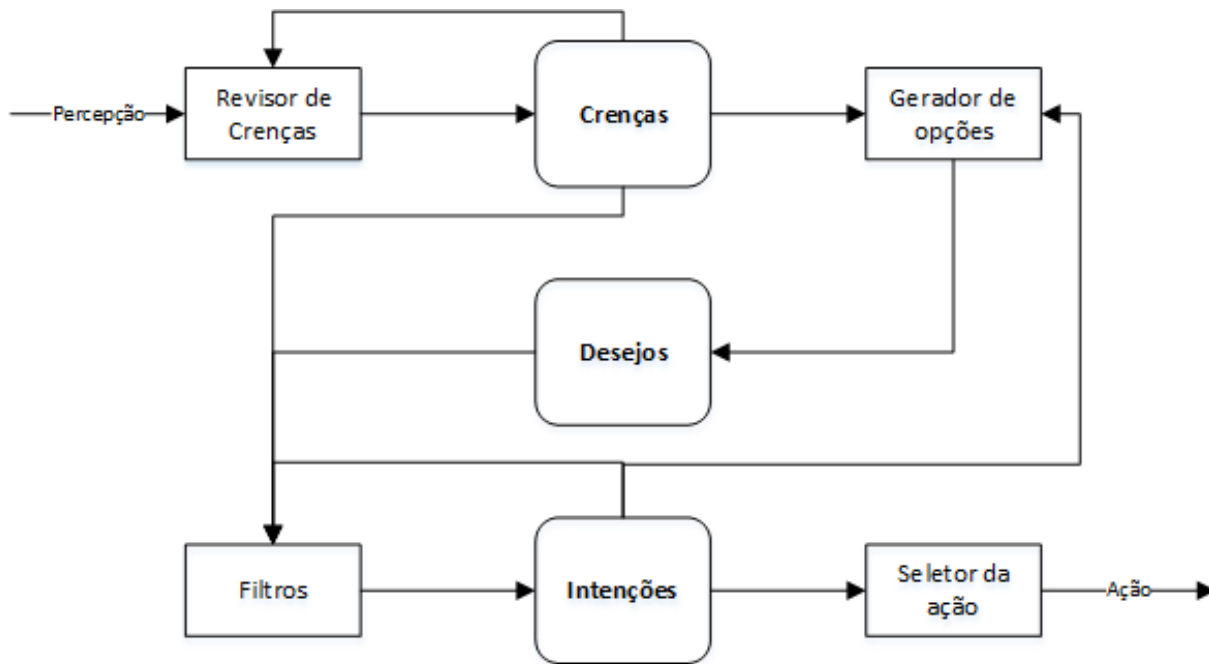 Percepção
Revisor de
Crenças
Crenças
Gerador de
opções
Desejos
Filtros
Intenções
Seletor da
ação
Ação